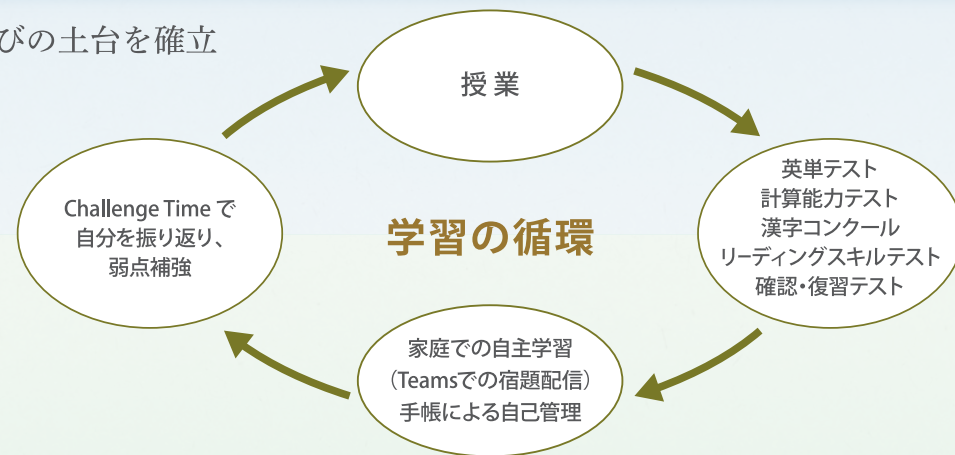 びの土台を確立
授業
英単テスト
計算能力テスト
漢字コンクール
リーディングスキルテスト
確認・復習テスト
学習の循環
Challenge Time で
自分を振り返り、
弱点補強
家庭での自主学習
（Teamsでの宿題配信）
手帳による自己管理